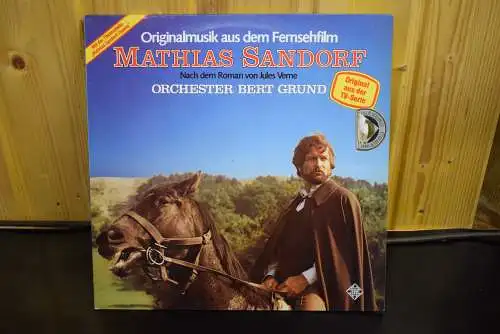 Originalmusik aus dem Fernsehfilm
MATHIAS SANDORF
Nach dem Roman von Jules Verne
ORCHESTER BERT GRUND
Original
aus der
TV-Serie